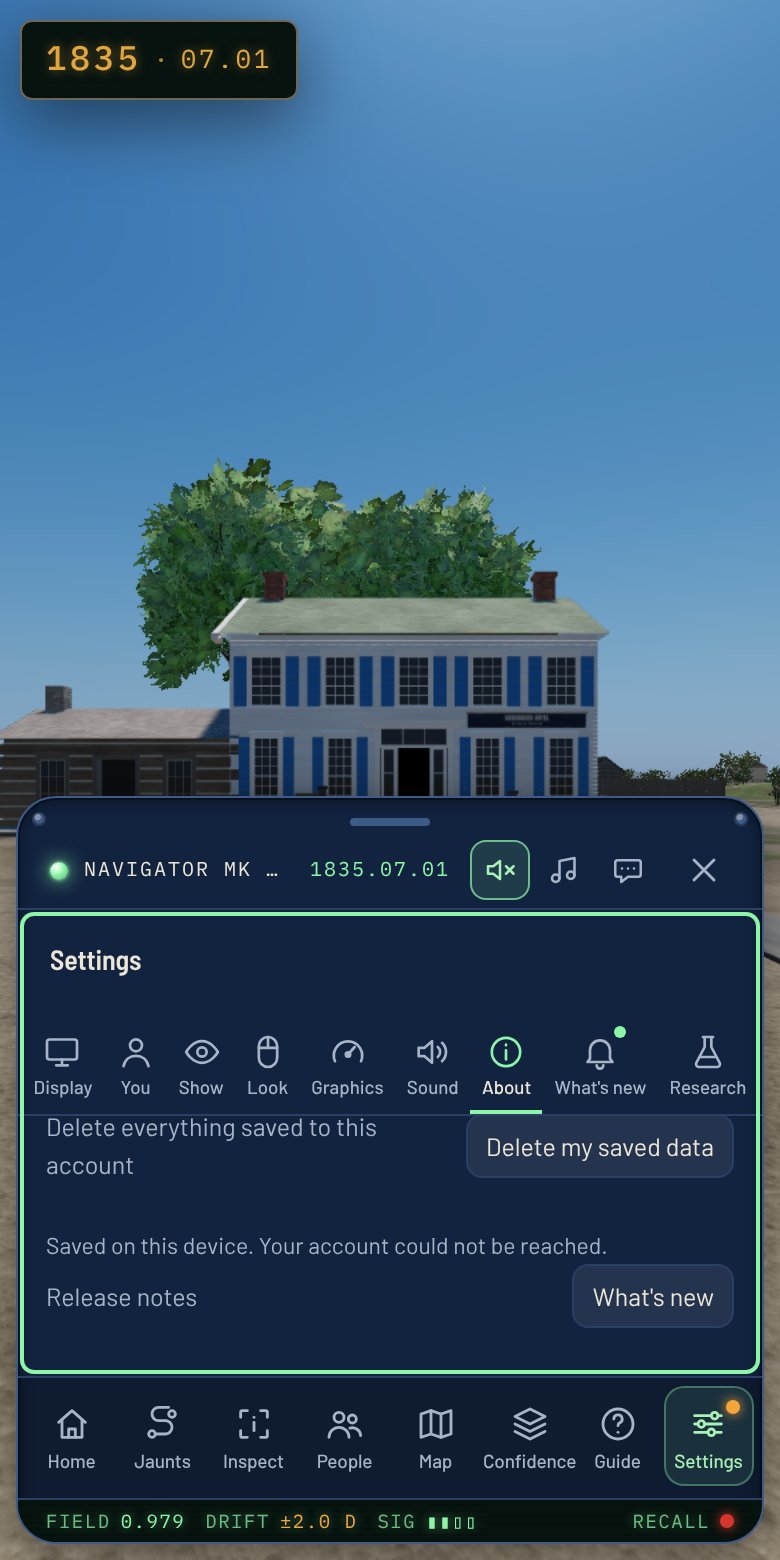 1835 · 07.01
NAVIGATOR MK …
1835.07.01
Settings
Display
You
Show
Look
Graphics
Sound
About
What's new
Research
Delete everything saved to this
account
Delete my saved data
Saved on this device. Your account could not be reached.
Release notes
What's new
Home
Jaunts
Inspect
People
Map
Confidence
Guide
Settings
FIELD 0.979 DRIFT ±2.0 D SIG
RECALL